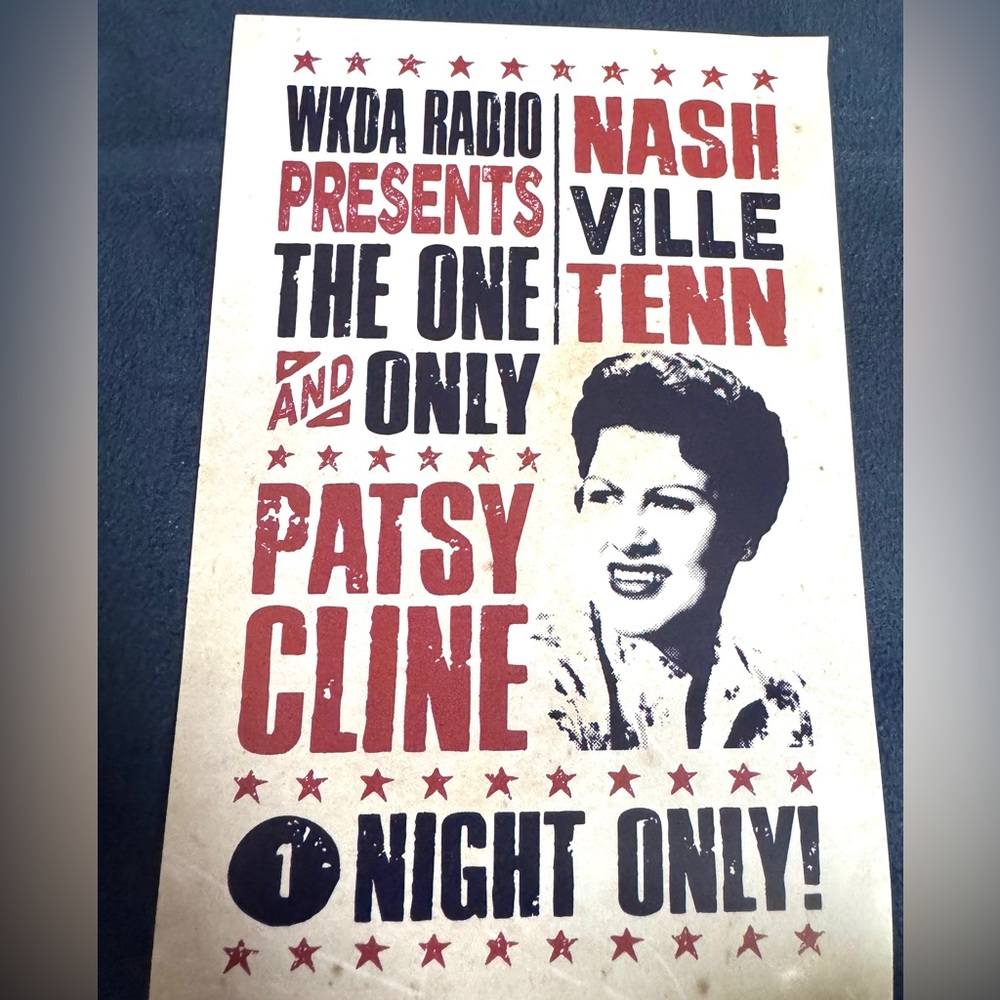 WKDA RADIO
PRESENTS
THE ONE
AND ONLY
NASH
VILLE
TENN
PATSY
CLINE
1 NIGHT ONLY!